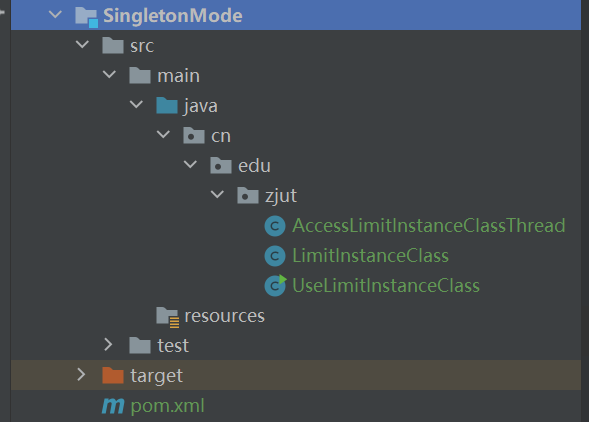 SingletonMode
src
main
java
cn
edu
zjut
AccessLimitInstanceClassThread
LimitInstanceClass
UseLimitInstanceClass
resources
test
target
pom.xml